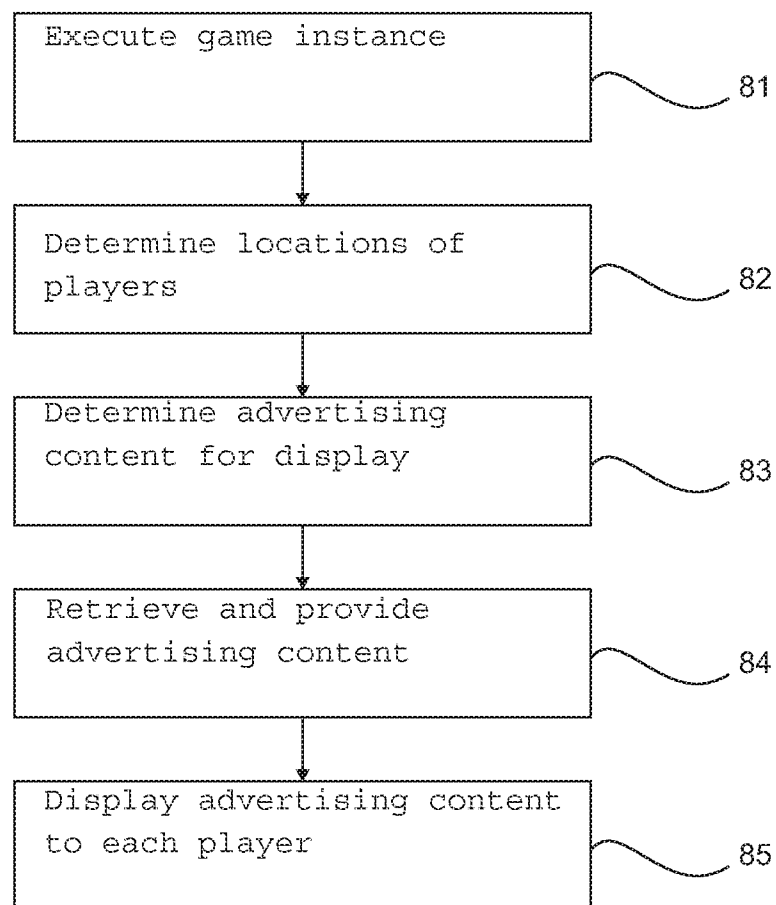 Execute game instance
81
Determine locations of
players
82
Determine advertising
content for display
83
Retrieve and provide
advertising content
84
Display advertising content
to each player
85